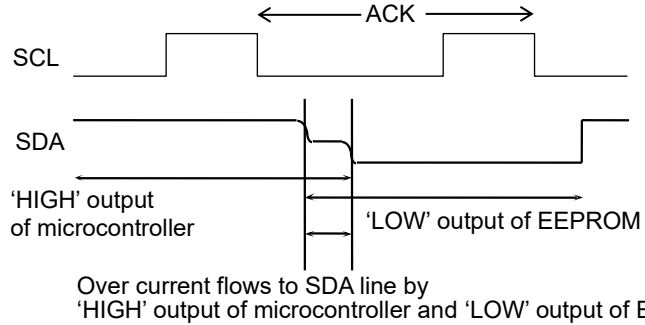 ACK
SCL
SDA
‘HIGH’ output
of microcontroller
‘LOW’ output of EEPROM
Over current flows to SDA line by
‘HIGH’ output of microcontroller and ‘LOW’ output of